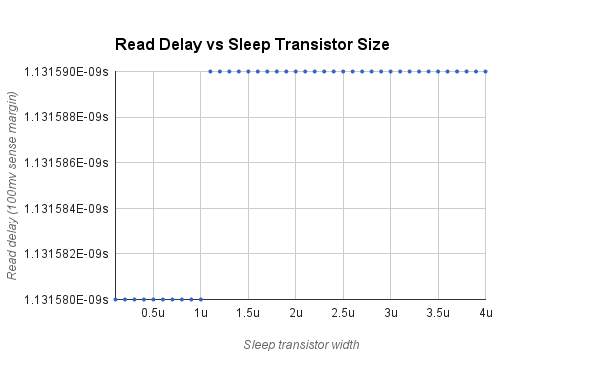 Read Delay vs Sleep Transistor Size
1.131590E-09s
1.131588E-09s
1.131586E-09s
1.131584E-09s
1.131582E-09s
1.131580E-09s
Read delay (100mv sense margin)
0.5u 1u 1.5u 2u 2.5u 3u 3.5u 4u
Sleep transistor width